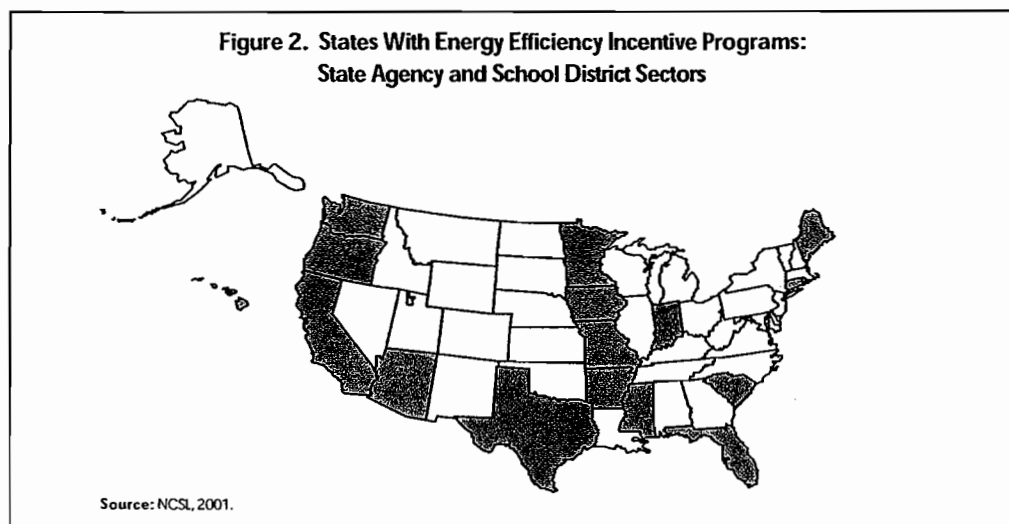 Figure 2. States With Energy Efficiency Incentive Programs:
State Agency and School District Sectors
Source: NCSL, 2001.